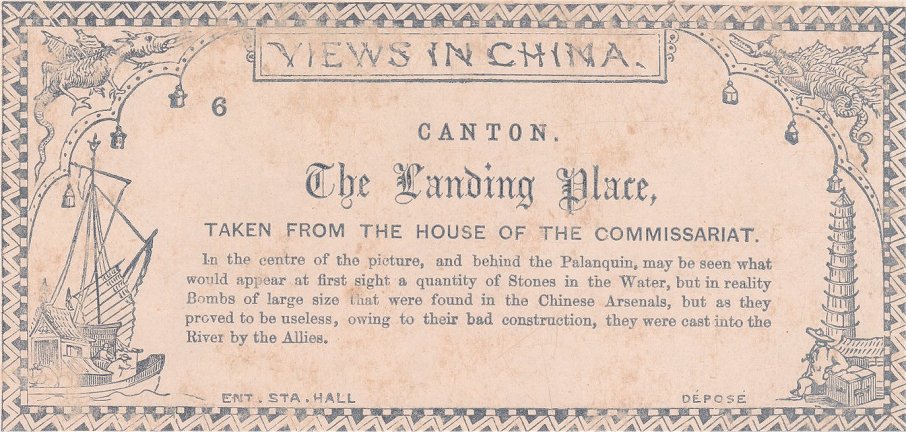 VIEWS IN CHINA.
6
CANTON.
The Landing Place,
TAKEN FROM THE HOUSE OF THE COMMISSARIAT.
In the centre of the picture, and behind the Palanquin, may be seen what
would appear at first sight a quantity of Stones in the Water, but in reality
Bombs of large size that were found in the Chinese Arsenals, but as they
proved to be useless, owing to their bad construction, they were cast into the
River by the Allies.
ENT. STA. HALL
DÉPOSÉ